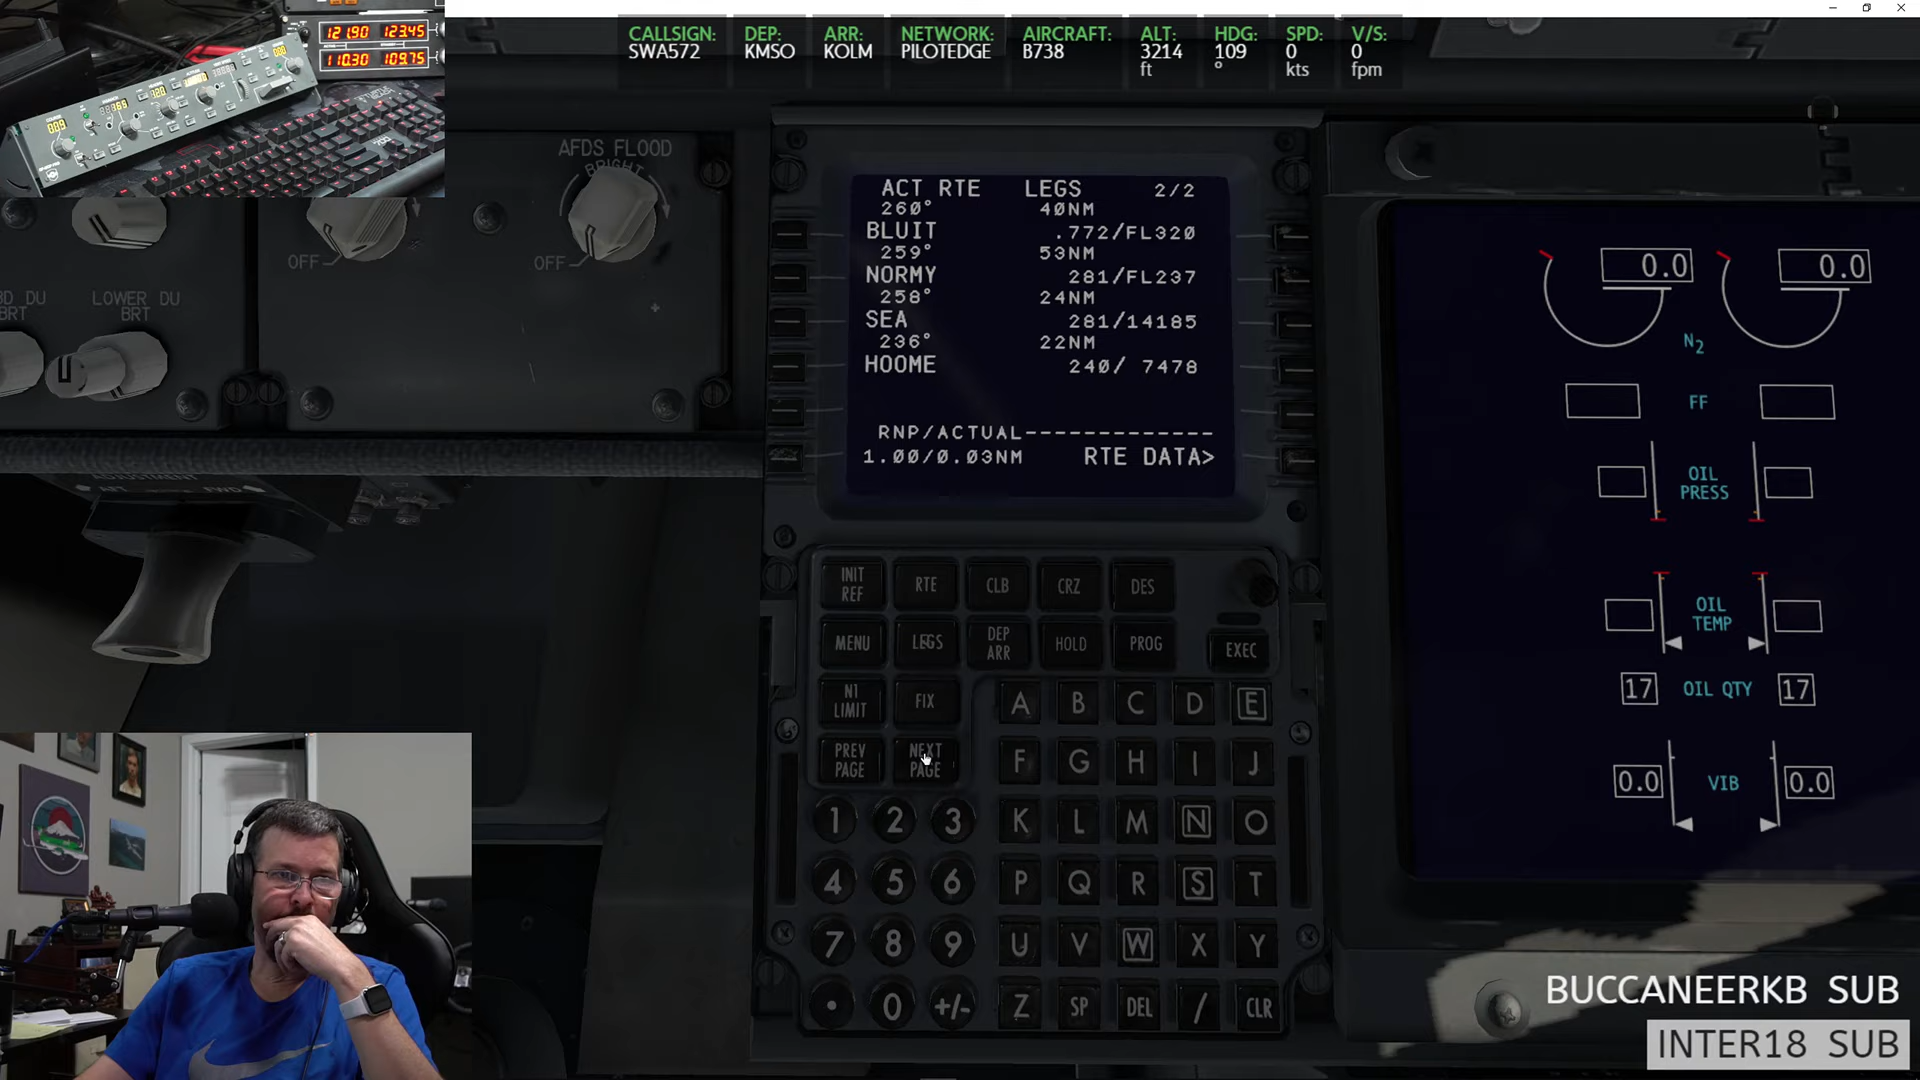 121.90 123.45
110.30 109.75
CALLSIGN: SWA572
DEP: KMSO
ARR: KOLM
NETWORK: PILOTEDGE
AIRCRAFT: B738
ALT: 3214 ft
HDG: 109 °
SPD: 0 kts
V/S: 0 fpm
AFDS FLOOD
BRIGHT
OFF
OFF
LOWER DU
BRT
BRT
ACT RTE LEGS 2/2
260° 40NM
BLUIT .772/FL320
259° 53NM
NORMY 281/FL237
258° 24NM
SEA 281/14185
236° 22NM
HOOME 240/ 7478
RNP/ACTUAL-------------
1.00/0.03NM RTE DATA>
INIT REF
RTE
CLB
CRZ
DES
MENU
LEGS
DEP ARR
HOLD
PROG
EXEC
N1 LIMIT
FIX
PREV PAGE
NEXT PAGE
A B C D E
F G H I J
K L M N O
P Q R S T
U V W X Y
Z SP DEL / CLR
1 2 3
4 5 6
7 8 9
. 0 +/-
0.0 0.0
N2
FF
OIL PRESS
OIL TEMP
17 OIL QTY 17
0.0 VIB 0.0
BUCCANEERKB SUB
INTER18 SUB